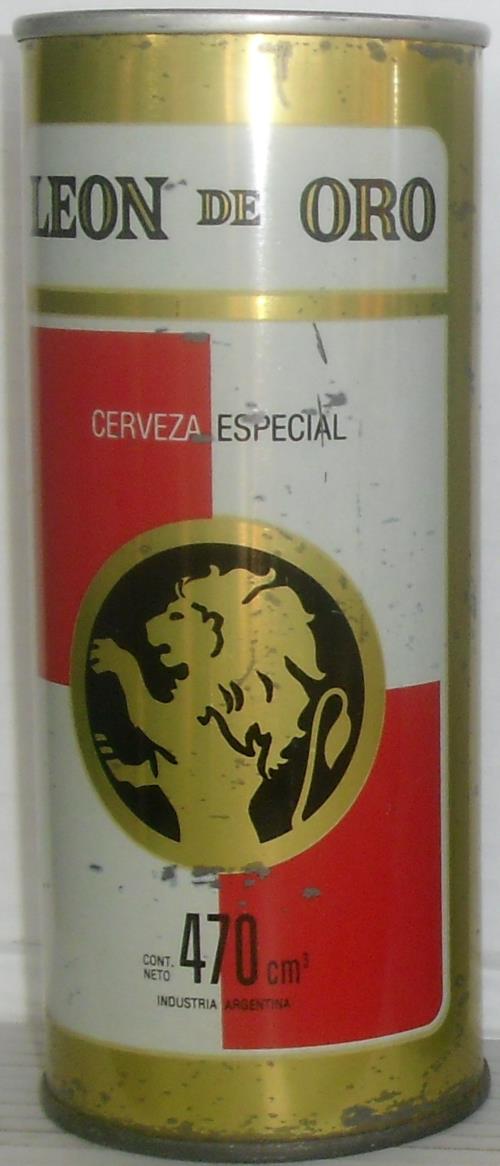 LEON DE ORO
CERVEZA ESPECIAL
CONT.
NETO 470 cm³
INDUSTRIA ARGENTINA